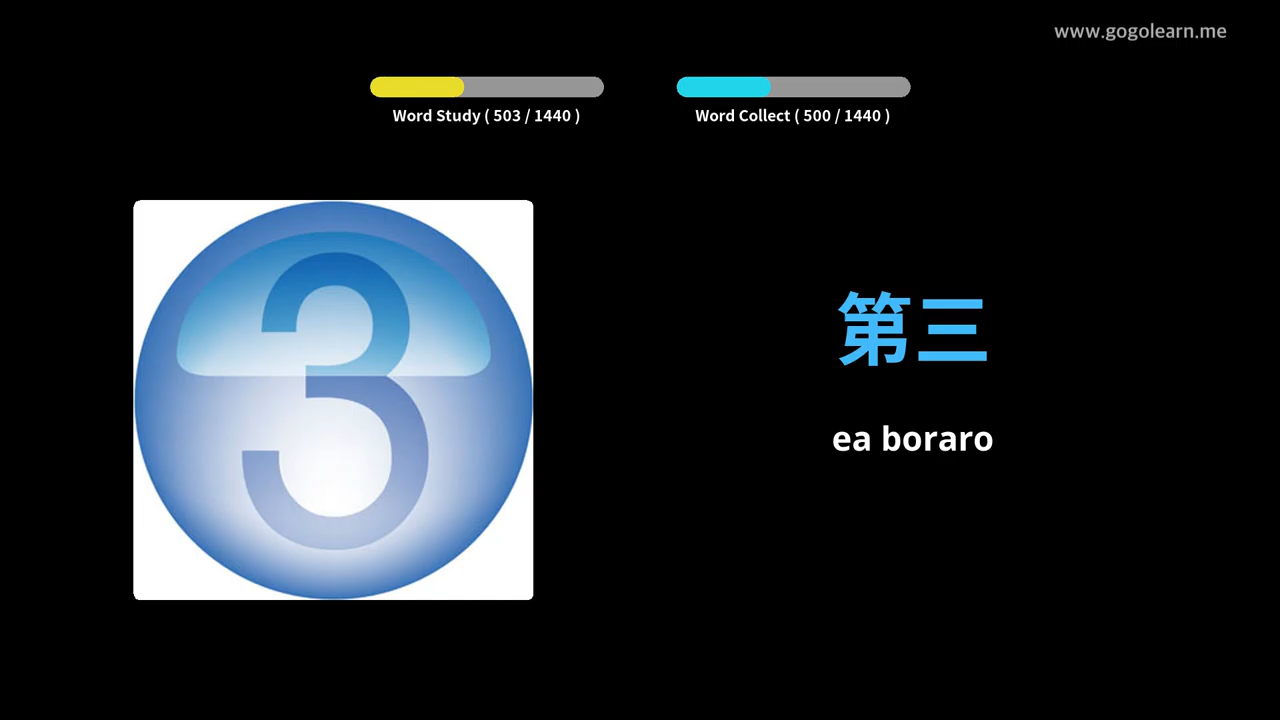 www.gogolearn.me
Word Study ( 503 / 1440 )
Word Collect ( 500 / 1440 )
3
第三
ea boraro